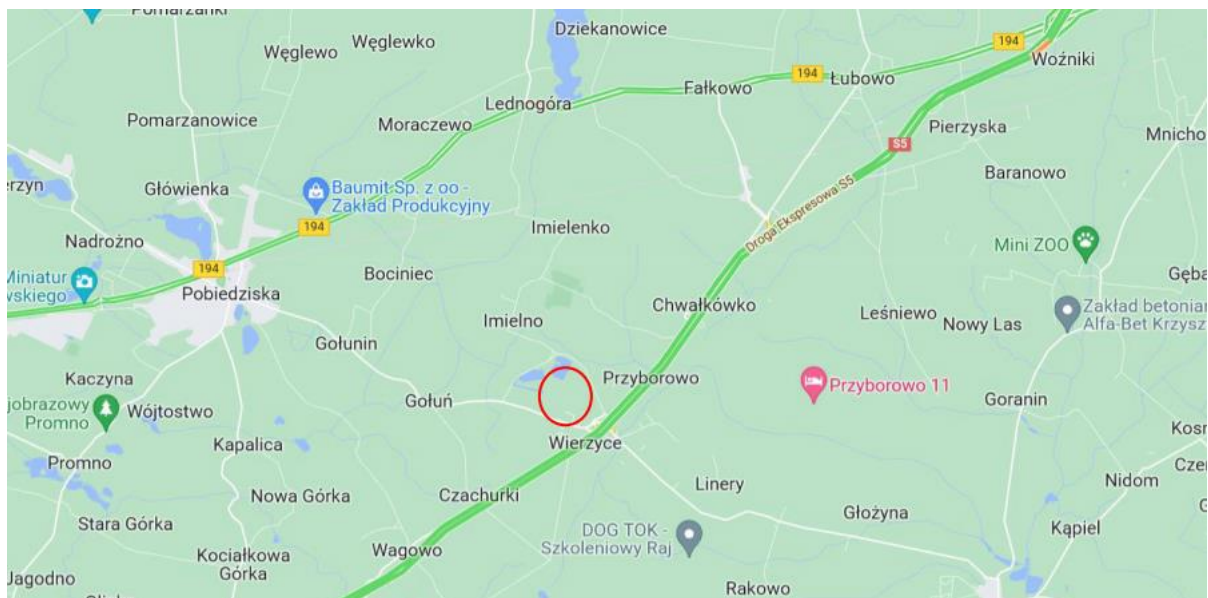 Pomarzanki
Dziekanowice
Węglewko
Węglewo
194
Woźniki
194
Łubowo
Fałkowo
Lednogóra
Pomarzanowice
Moraczewo
Pierzyska
Mnicho
S5
Baranowo
erzyn
Główienka
Baumit Sp. z oo -
Zakład Produkcyjny
Droga Ekspresowa S5
194
Imielenko
Nadrożno
Mini ZOO
194
Bociniec
Gęba
Miniatur
wskiego
Pobiedziska
Chwałkówko
Leśniewo
Nowy Las
Zakład betoniar
Alfa-Bet Krzysz
Imielno
Gołunin
Kaczyna
Przyborowo
Przyborowo 11
jobrazowy
Promno
Wójtostwo
Gołuń
Goranin
Kosm
Kapalica
Wierzyce
Promno
Czer
Nidom
Linery
Nowa Górka
Czachurki
Głożyna
Stara Górka
Kąpiel
DOG TOK -
Szkoleniowy Raj
Wagowo
Kociałkowa
Górka
Jagodno
Rakowo